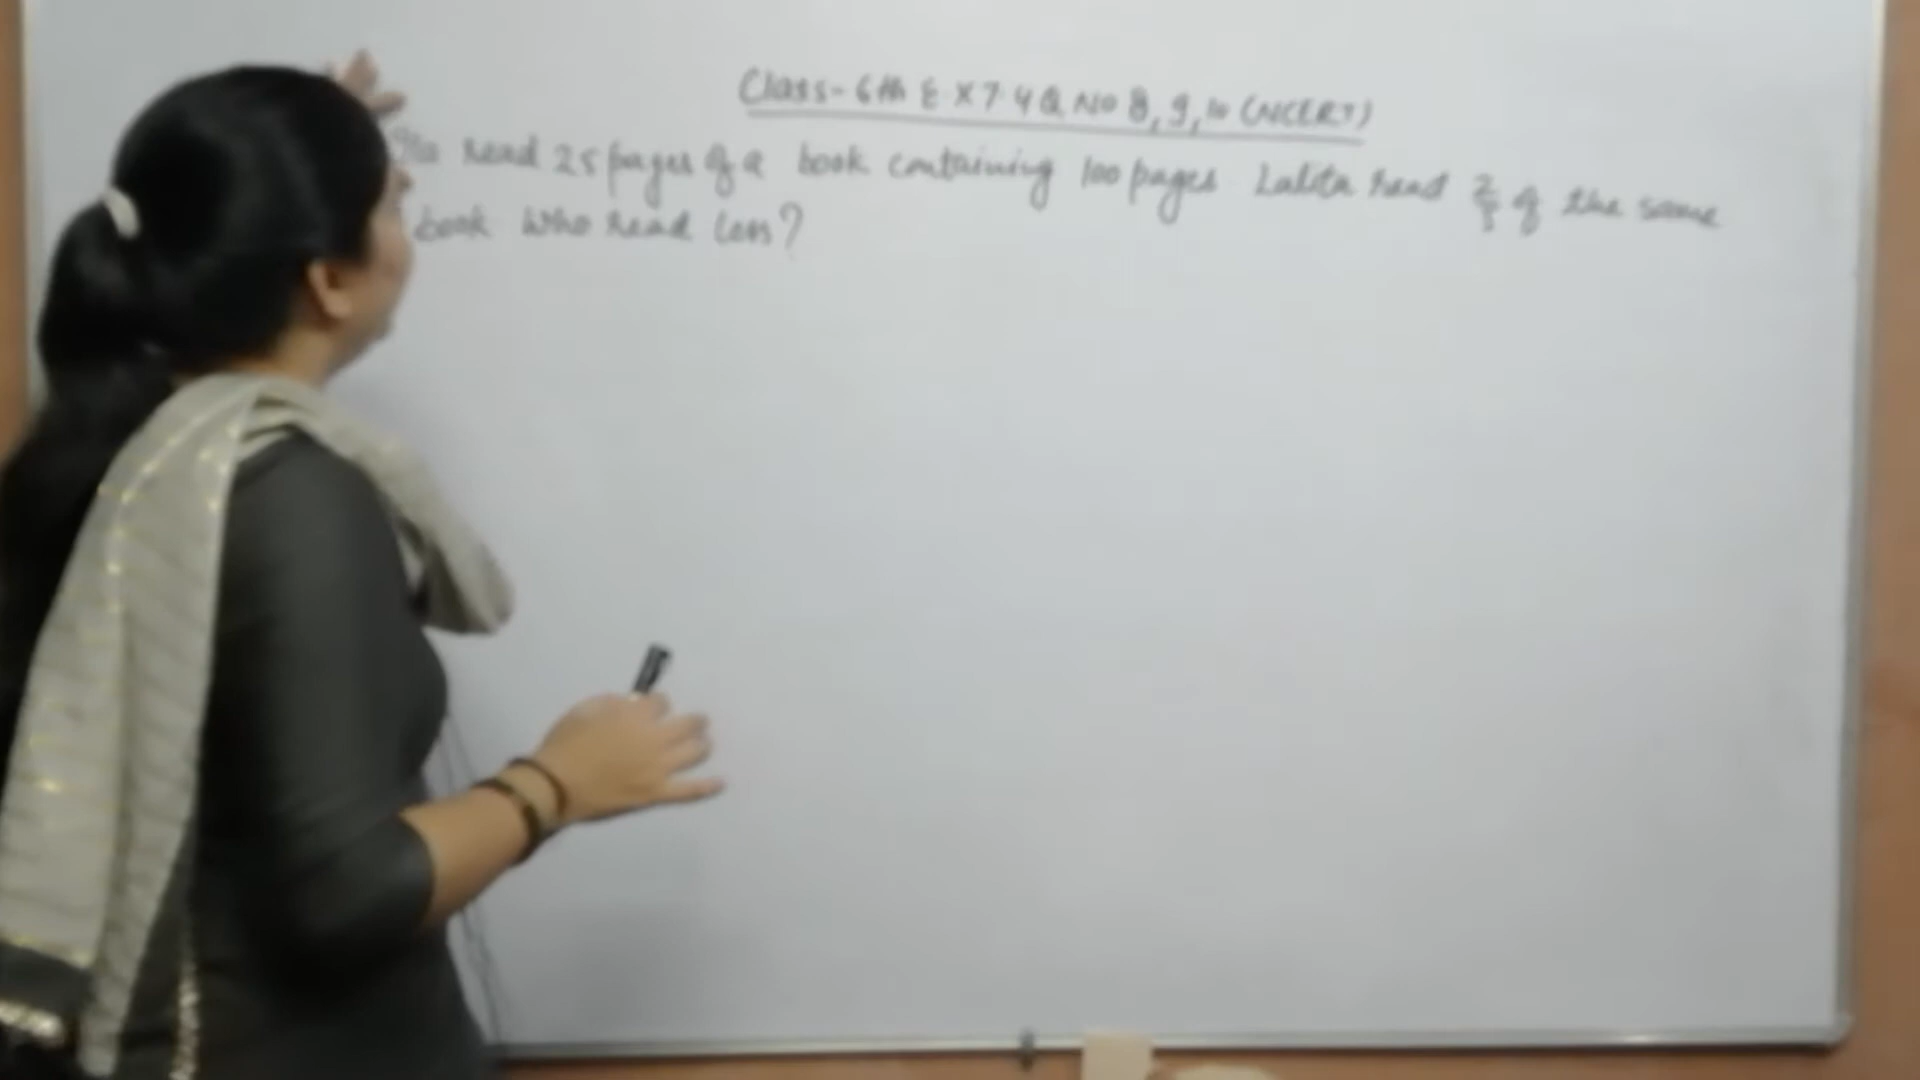 Class-6th Ex 7.4 Q NO 8, 9, 10 (NCERT)
read 25 pages of a book containing 100 pages. Lalita read 2/5 of the same
book who read less?